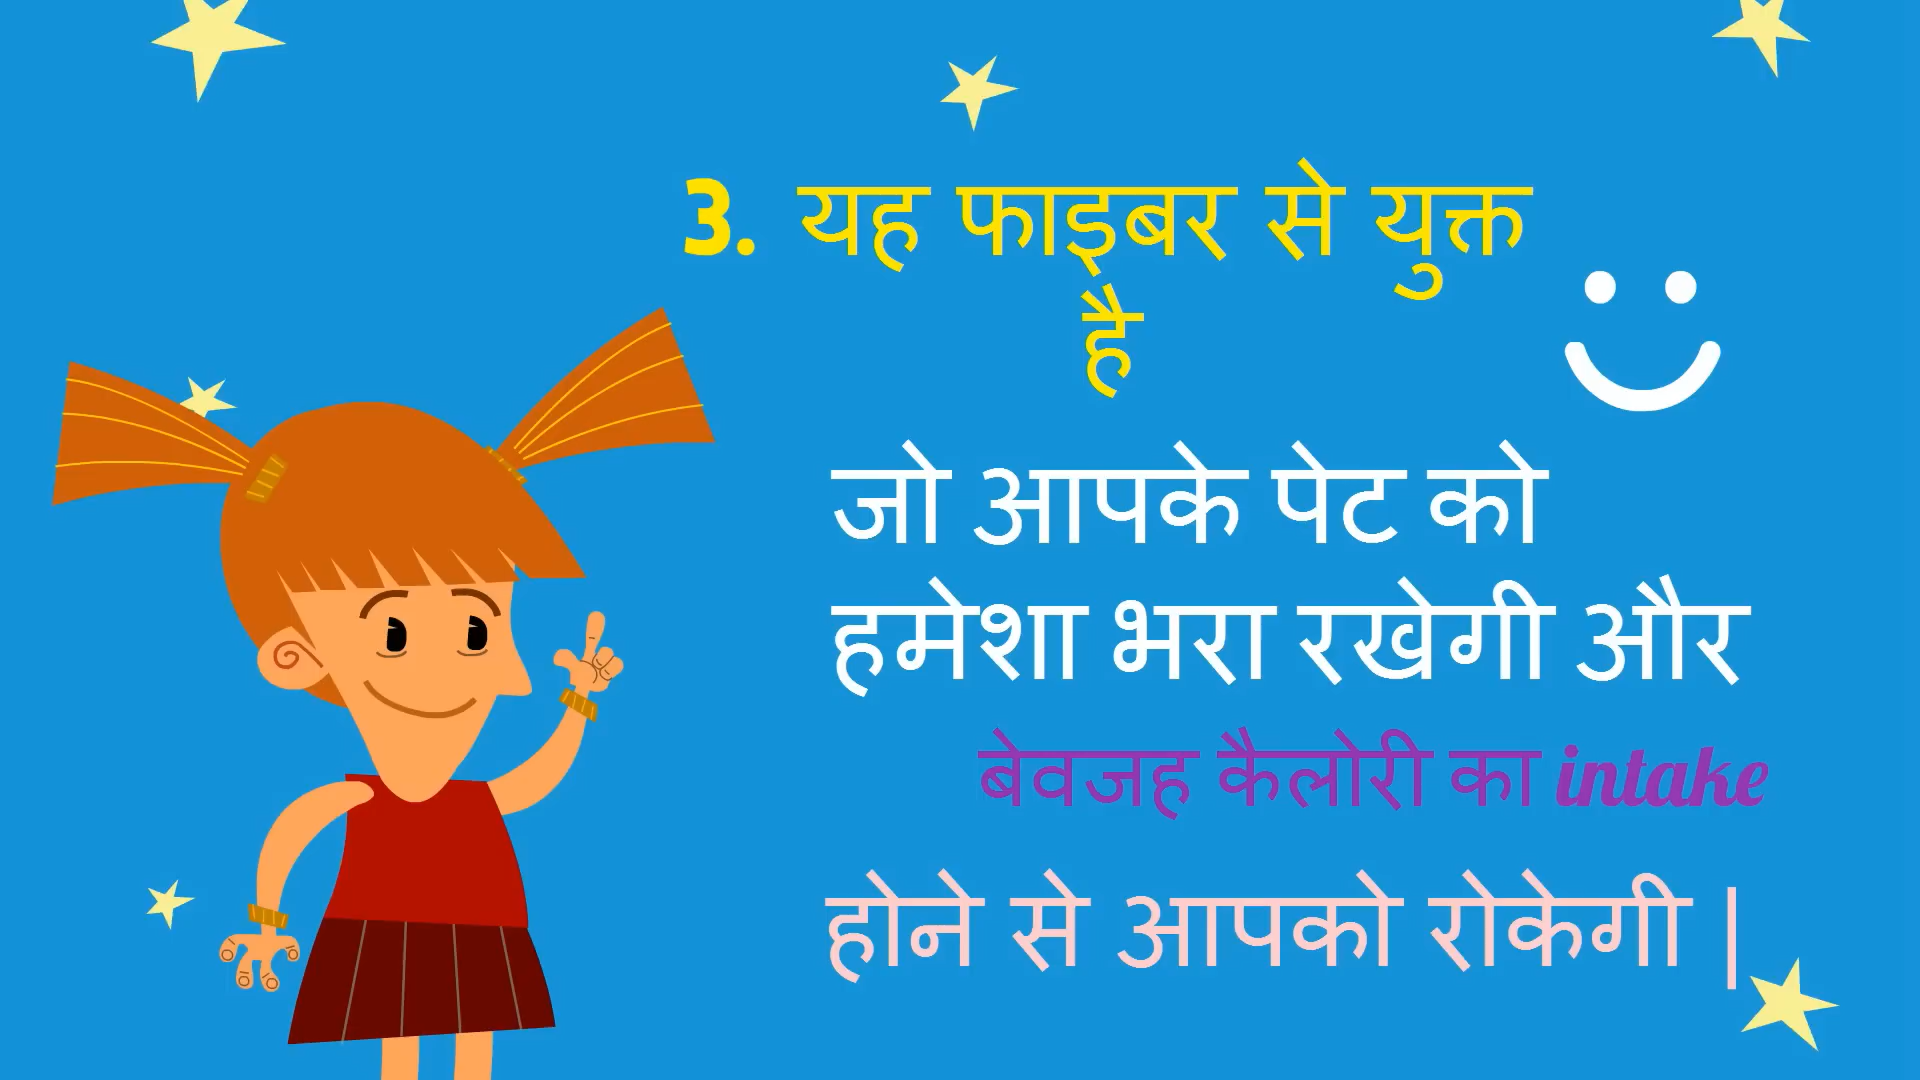 3. यह फाइबर से युक्त
है
जो आपके पेट को
हमेशा भरा रखेगी और
बेवजह कैलोरी का intake
होने से आपको रोकेगी |